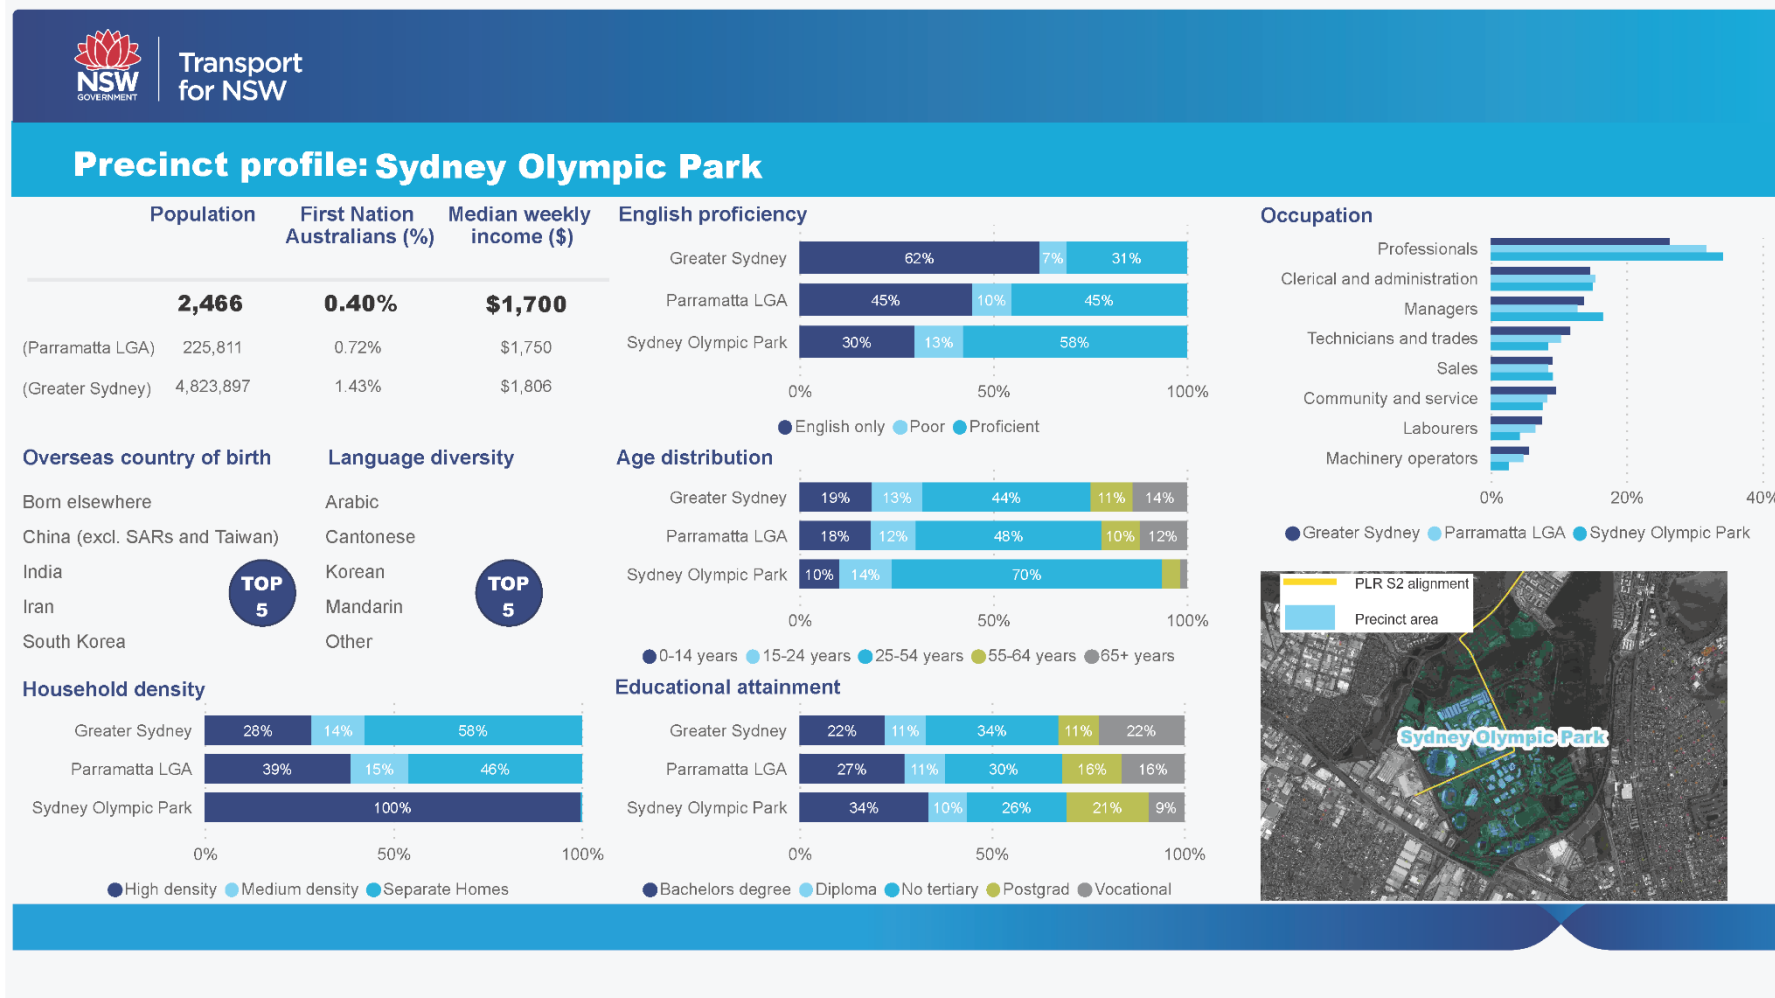 NSW
GOVERNMENT
Transport
for NSW
Precinct profile: Sydney Olympic Park
Population
First Nation
Australians (%)
Median weekly
income ($)
2,466 0.40% $1,700
(Parramatta LGA) 225,811 0.72% $1,750
(Greater Sydney) 4,823,897 1.43% $1,806
Overseas country of birth
Born elsewhere
China (excl. SARs and Taiwan)
India
Iran
South Korea
TOP
5
Language diversity
Arabic
Cantonese
Korean
Mandarin
Other
TOP
5
Household density
Greater Sydney 28% 14% 58%
Parramatta LGA 39% 15% 46%
Sydney Olympic Park 100%
0% 50% 100%
High density Medium density Separate Homes
English proficiency
Greater Sydney 62% 7% 31%
Parramatta LGA 45% 10% 45%
Sydney Olympic Park 30% 13% 58%
0% 50% 100%
English only Poor Proficient
Age distribution
Greater Sydney 19% 13% 44% 11% 14%
Parramatta LGA 18% 12% 48% 10% 12%
Sydney Olympic Park 10% 14% 70%
0% 50% 100%
0-14 years 15-24 years 25-54 years 55-64 years 65+ years
Educational attainment
Greater Sydney 22% 11% 34% 11% 22%
Parramatta LGA 27% 11% 30% 16% 16%
Sydney Olympic Park 34% 10% 26% 21% 9%
0% 50% 100%
Bachelors degree Diploma No tertiary Postgrad Vocational
Occupation
Professionals
Clerical and administration
Managers
Technicians and trades
Sales
Community and service
Labourers
Machinery operators
0% 20% 40%
Greater Sydney Parramatta LGA Sydney Olympic Park
PLR S2 alignment
Precinct area
Sydney Olympic Park